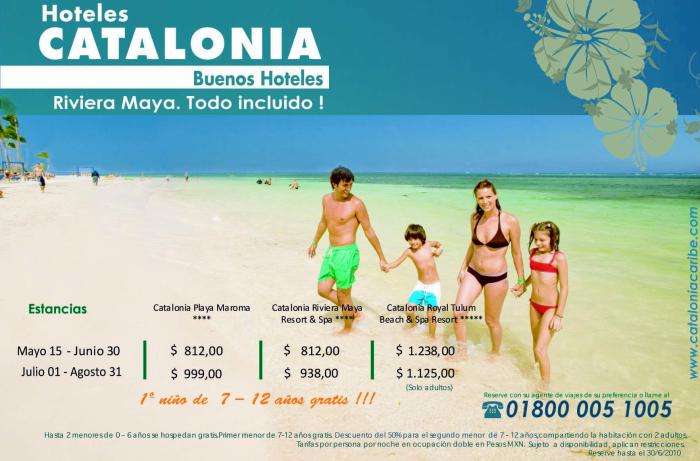 Hoteles
CATALONIA
Buenos Hoteles
Riviera Maya. Todo incluido !
www.cataloniacaribe.com
Estancias
Catalonia Playa Maroma
****
Catalonia Riviera Maya
Resort & Spa ****
Catalonia Royal Tulum
Beach & Spa Resort *****
Mayo 15 - Junio 30 $ 812,00 $ 812,00 $ 1.238,00
Julio 01 - Agosto 31 $ 999,00 $ 938,00 $ 1.125,00
(Solo adultos)
1ª niño de 7 – 12 años gratis !!!
Reserve con su agente de viajes de su preferencia o llame al
☎01800 005 1005
Hasta 2 menores de 0 – 6 años se hospedan gratis.Primer menor de 7-12 años gratis. Descuento del 50% para el segundo menor de 7 - 12 años,compartiendo la habitación con 2 adultos.
Tarifas por persona por noche en ocupación doble en Pesos MXN. Sujeto a disponibilidad, aplican restricciones.
Reserve hasta el 30/6/2010